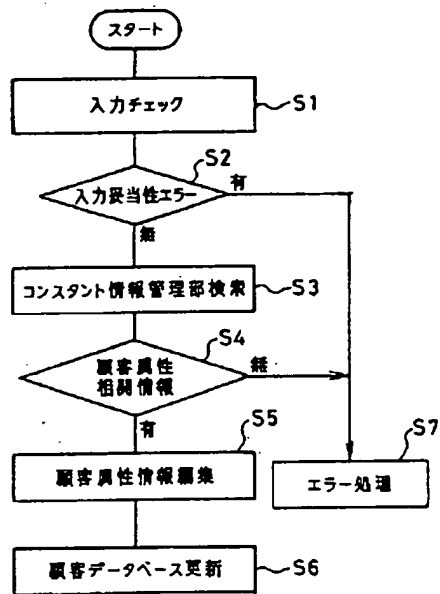 スタート
入力チェック
S1
S2
入力妥当性エラー
有
無
コンスタント情報管理部検索
S3
S4
顧客属性
相関情報
無
有
S5
顧客属性情報編集
S7
エラー処理
顧客データベース更新
S6